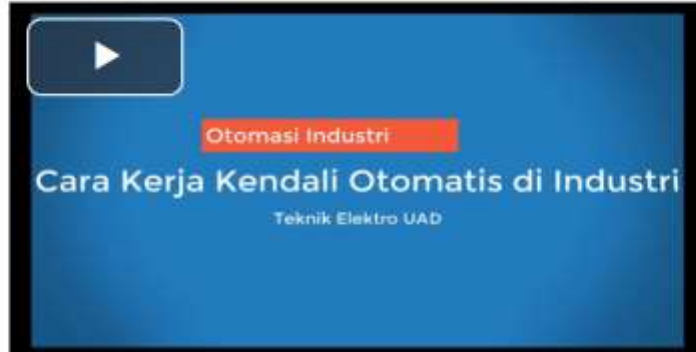 Otomasi Industri
Cara Kerja Kendali Otomatis di Industri
Teknik Elektro UAD